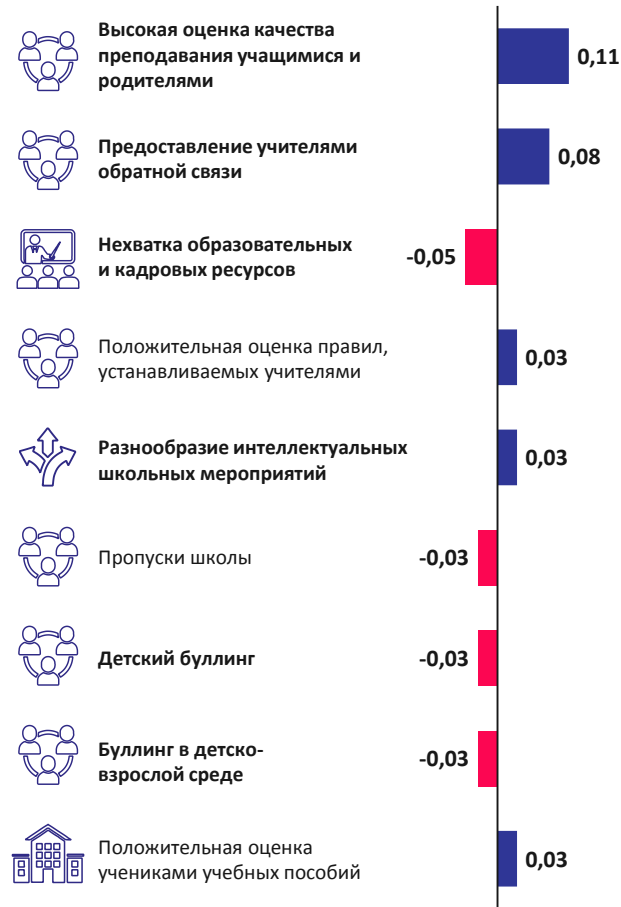 Высокая оценка качества
преподавания учащимися и
родителями
0,11
Предоставление учителями
обратной связи
0,08
Нехватка образовательных
и кадровых ресурсов
-0,05
Положительная оценка правил,
устанавливаемых учителями
0,03
Разнообразие интеллектуальных
школьных мероприятий
0,03
Пропуски школы
-0,03
Детский буллинг
-0,03
Буллинг в детско-
взрослой среде
-0,03
Положительная оценка
учениками учебных пособий
0,03